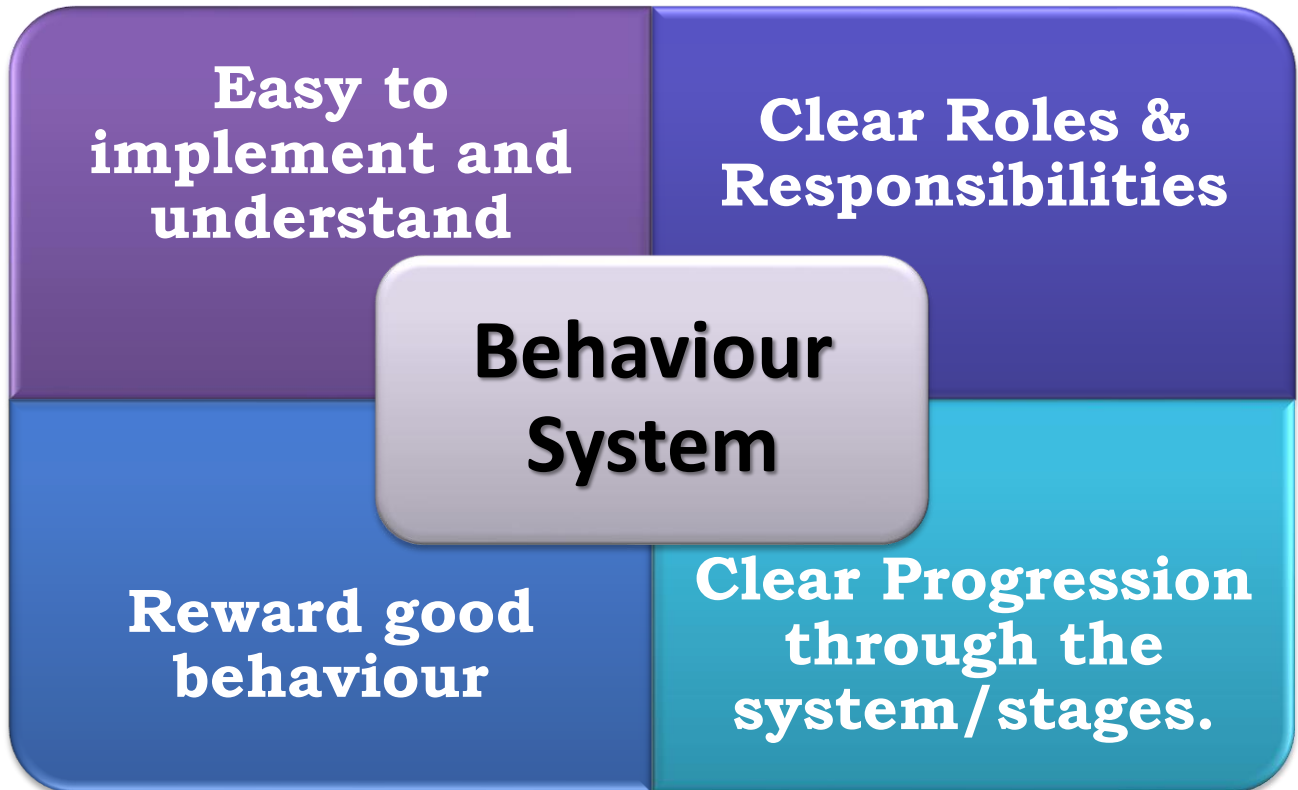 Easy to
implement and
understand
Clear Roles &
Responsibilities
Behaviour
System
Reward good
behaviour
Clear Progression
through the
system/stages.